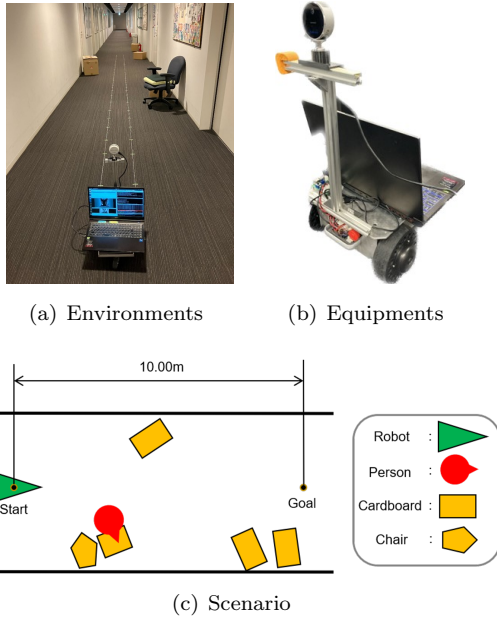 (a) Environments
(b) Equipments
10.00m
Start
Goal
Robot :
Person :
Cardboard :
Chair :
(c) Scenario